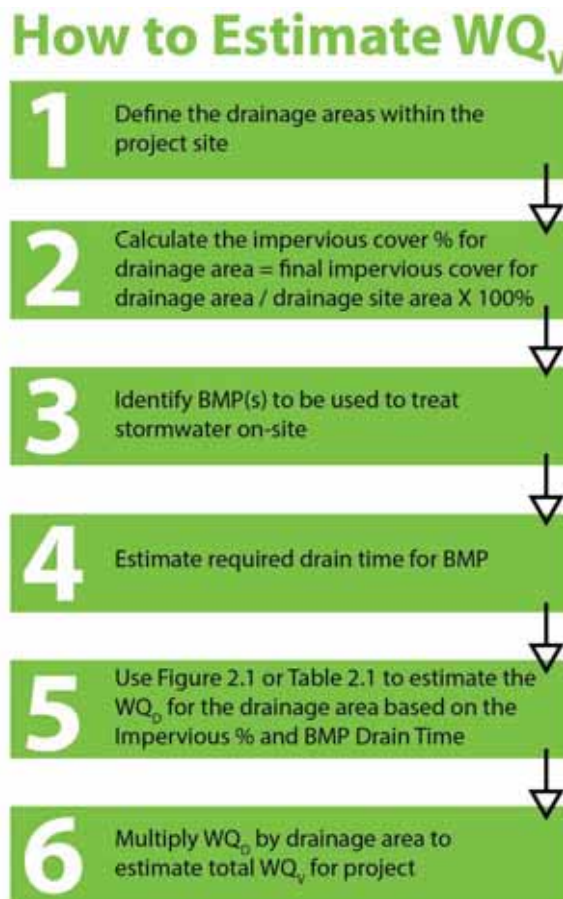 How to Estimate WQv
1
Define the drainage areas within the
project site
2
Calculate the impervious cover % for
drainage area = final impervious cover for
drainage area / drainage site area X 100%
3
Identify BMP(s) to be used to treat
stormwater on-site
4
Estimate required drain time for BMP
5
Use Figure 2.1 or Table 2.1 to estimate the
WQD for the drainage area based on the
Impervious % and BMP Drain Time
6
Multiply WQD by drainage area to
estimate total WQv for project